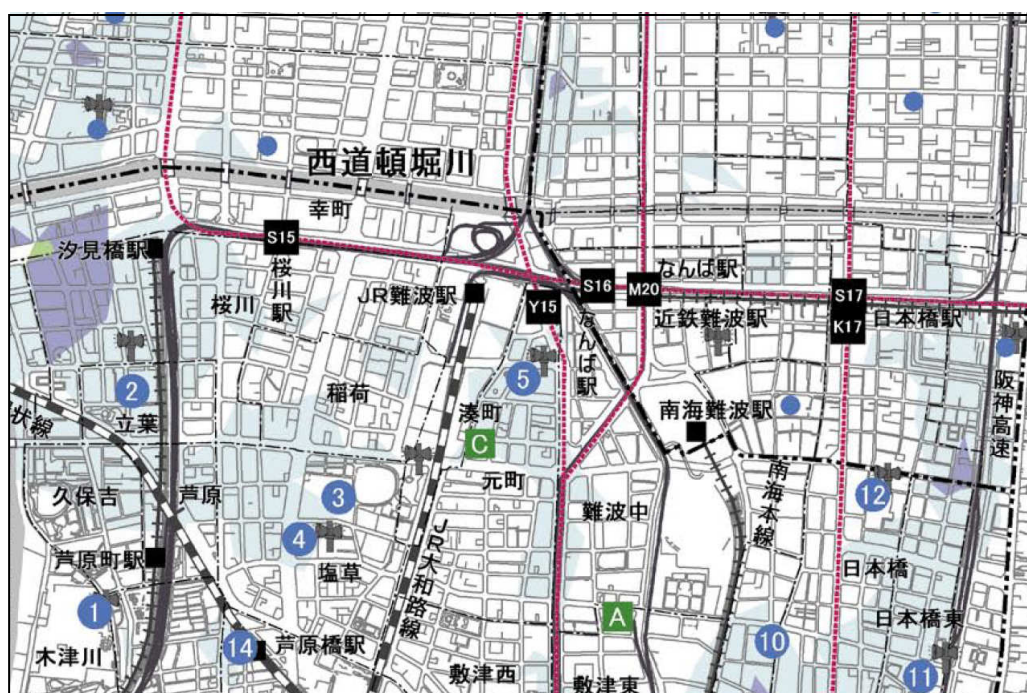 西道頓堀川
幸町
汐見橋駅
S15
桜川駅
桜川
JR難波駅
Y15
S16
なんば駅
M20
なんば駅
近鉄難波駅
S17
K17
日本橋駅
阪神高速
2
立葉
状線
稲荷
5
湊町
C
元町
南海難波駅
南海本線
12
久保吉
芦原
3
4
塩草
JR大和路線
難波中
日本橋
芦原町駅
1
木津川
14
芦原橋駅
敷津西
A
敷津東
10
日本橋東
11